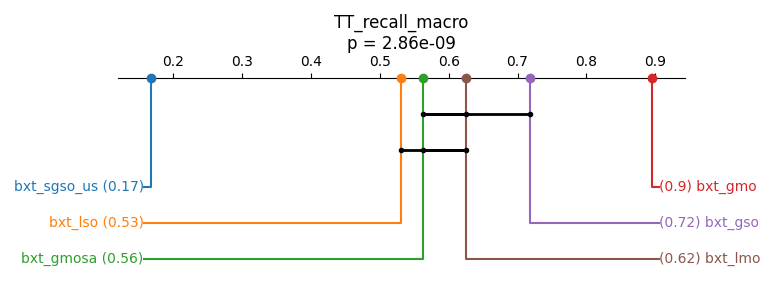 TT_recall_macro
p = 2.86e-09
0.2 0.3 0.4 0.5 0.6 0.7 0.8 0.9
bxt_sgso_us (0.17) (0.9) bxt_gmo
bxt_lso (0.53) (0.72) bxt_gso
bxt_gmosa (0.56) (0.62) bxt_lmo